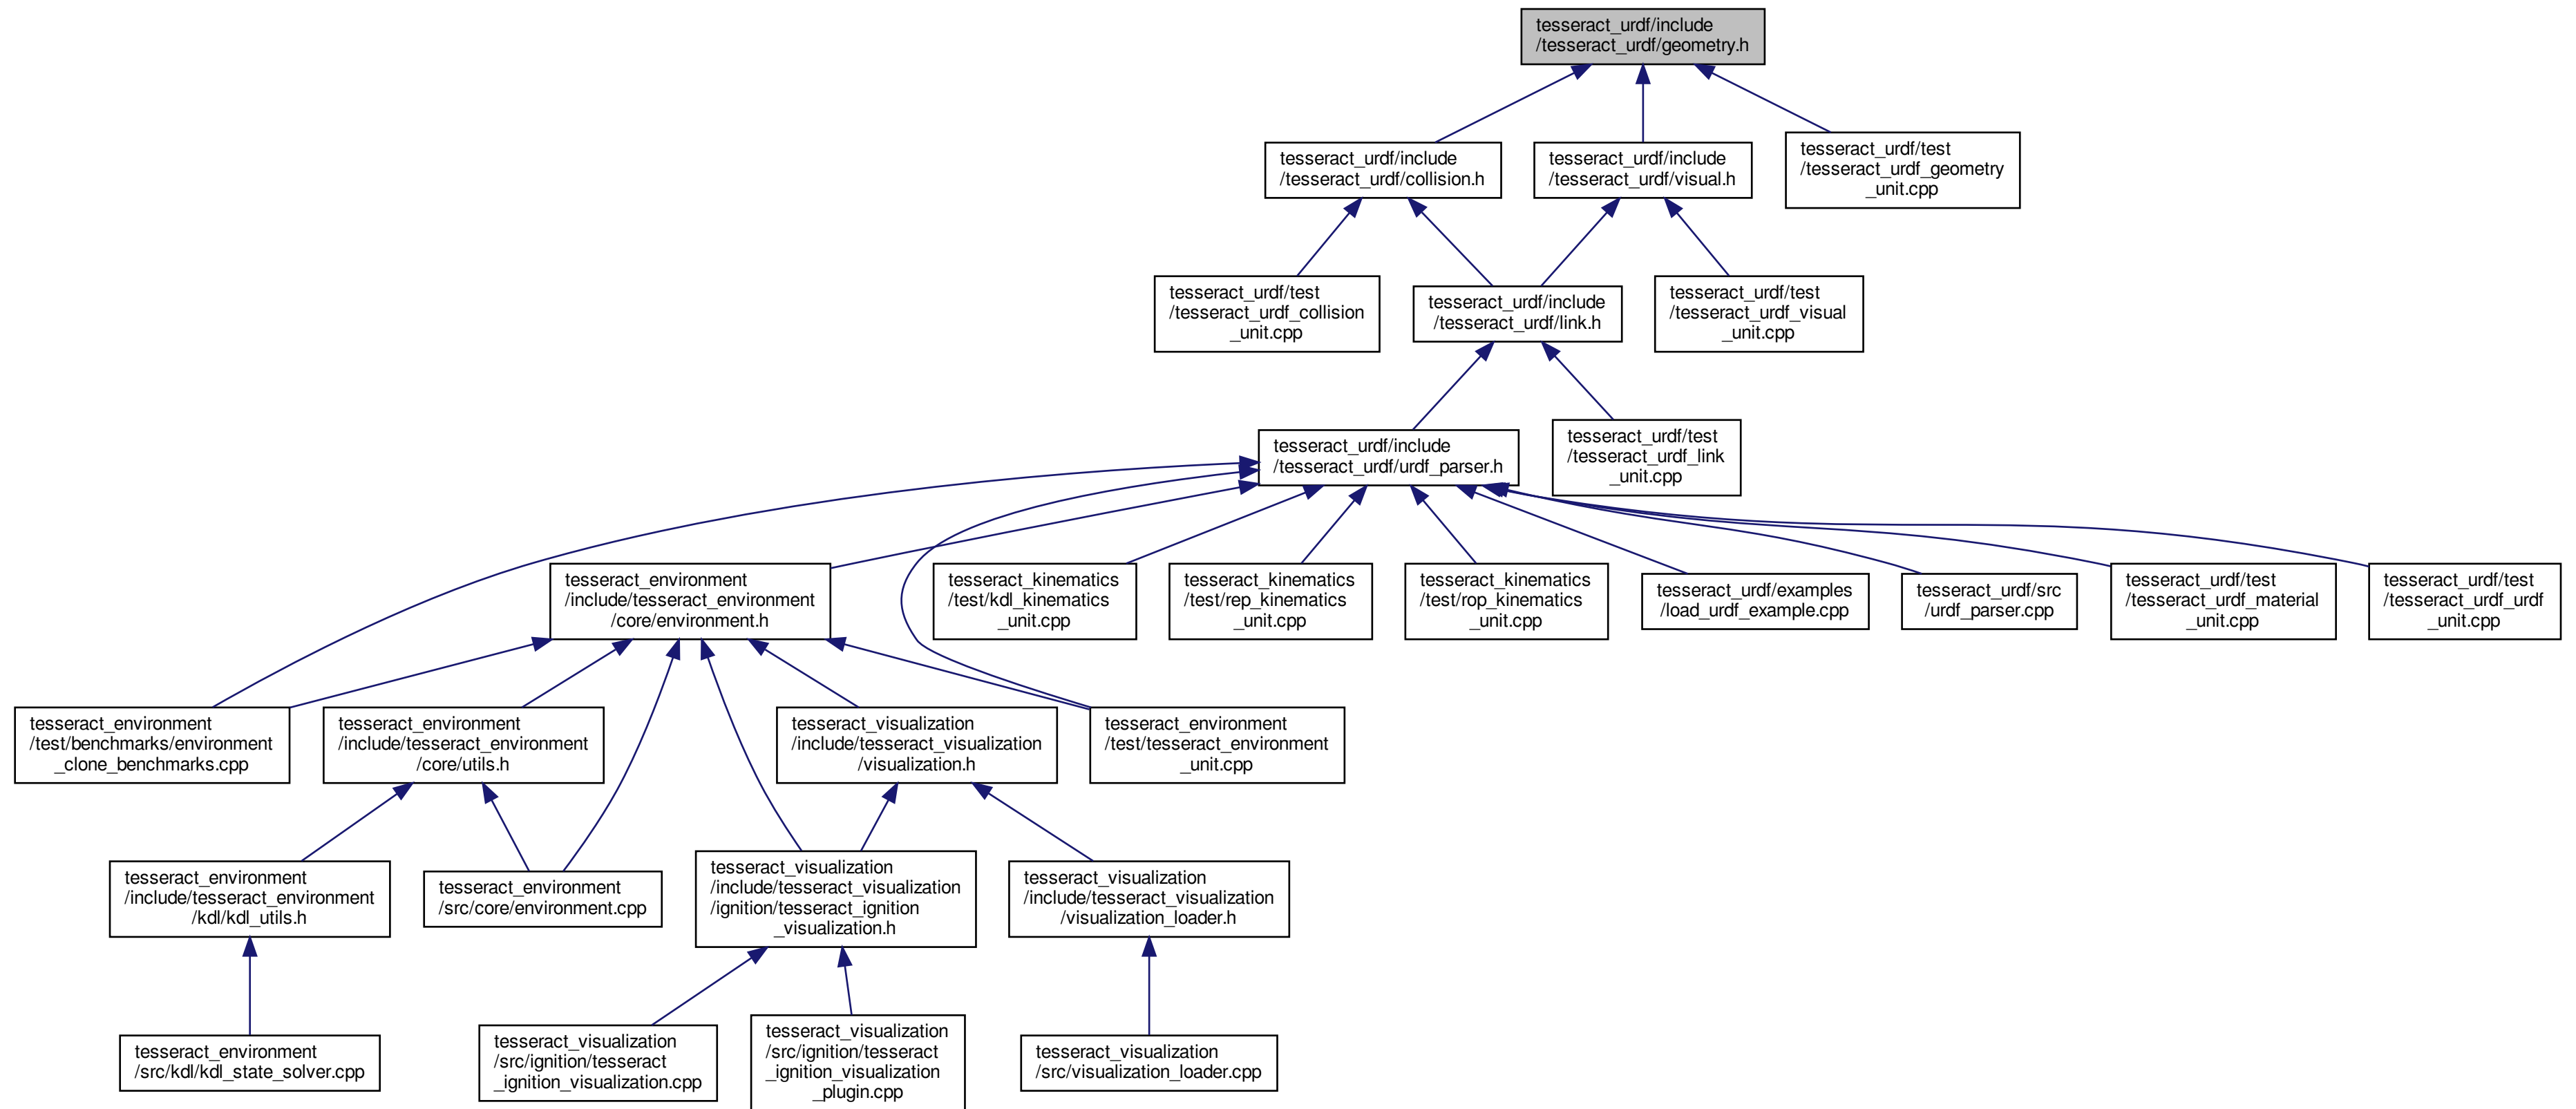 tesseract_urdf/include
/tesseract_urdf/geometry.h
tesseract_urdf/include
/tesseract_urdf/collision.h
tesseract_urdf/include
/tesseract_urdf/visual.h
tesseract_urdf/test
/tesseract_urdf_geometry
_unit.cpp
tesseract_urdf/test
/tesseract_urdf_collision
_unit.cpp
tesseract_urdf/include
/tesseract_urdf/link.h
tesseract_urdf/test
/tesseract_urdf_visual
_unit.cpp
tesseract_urdf/include
/tesseract_urdf/urdf_parser.h
tesseract_urdf/test
/tesseract_urdf_link
_unit.cpp
tesseract_environment
/include/tesseract_environment
/core/environment.h
tesseract_kinematics
/test/kdl_kinematics
_unit.cpp
tesseract_kinematics
/test/rep_kinematics
_unit.cpp
tesseract_kinematics
/test/rop_kinematics
_unit.cpp
tesseract_urdf/examples
/load_urdf_example.cpp
tesseract_urdf/src
/urdf_parser.cpp
tesseract_urdf/test
/tesseract_urdf_material
_unit.cpp
tesseract_urdf/test
/tesseract_urdf_urdf
_unit.cpp
tesseract_environment
/test/benchmarks/environment
_clone_benchmarks.cpp
tesseract_environment
/include/tesseract_environment
/core/utils.h
tesseract_visualization
/include/tesseract_visualization
/visualization.h
tesseract_environment
/test/tesseract_environment
_unit.cpp
tesseract_environment
/include/tesseract_environment
/kdl/kdl_utils.h
tesseract_environment
/src/core/environment.cpp
tesseract_visualization
/include/tesseract_visualization
/ignition/tesseract_ignition
_visualization.h
tesseract_visualization
/include/tesseract_visualization
/visualization_loader.h
tesseract_environment
/src/kdl/kdl_state_solver.cpp
tesseract_visualization
/src/ignition/tesseract
_ignition_visualization.cpp
tesseract_visualization
/src/ignition/tesseract
_ignition_visualization
_plugin.cpp
tesseract_visualization
/src/visualization_loader.cpp